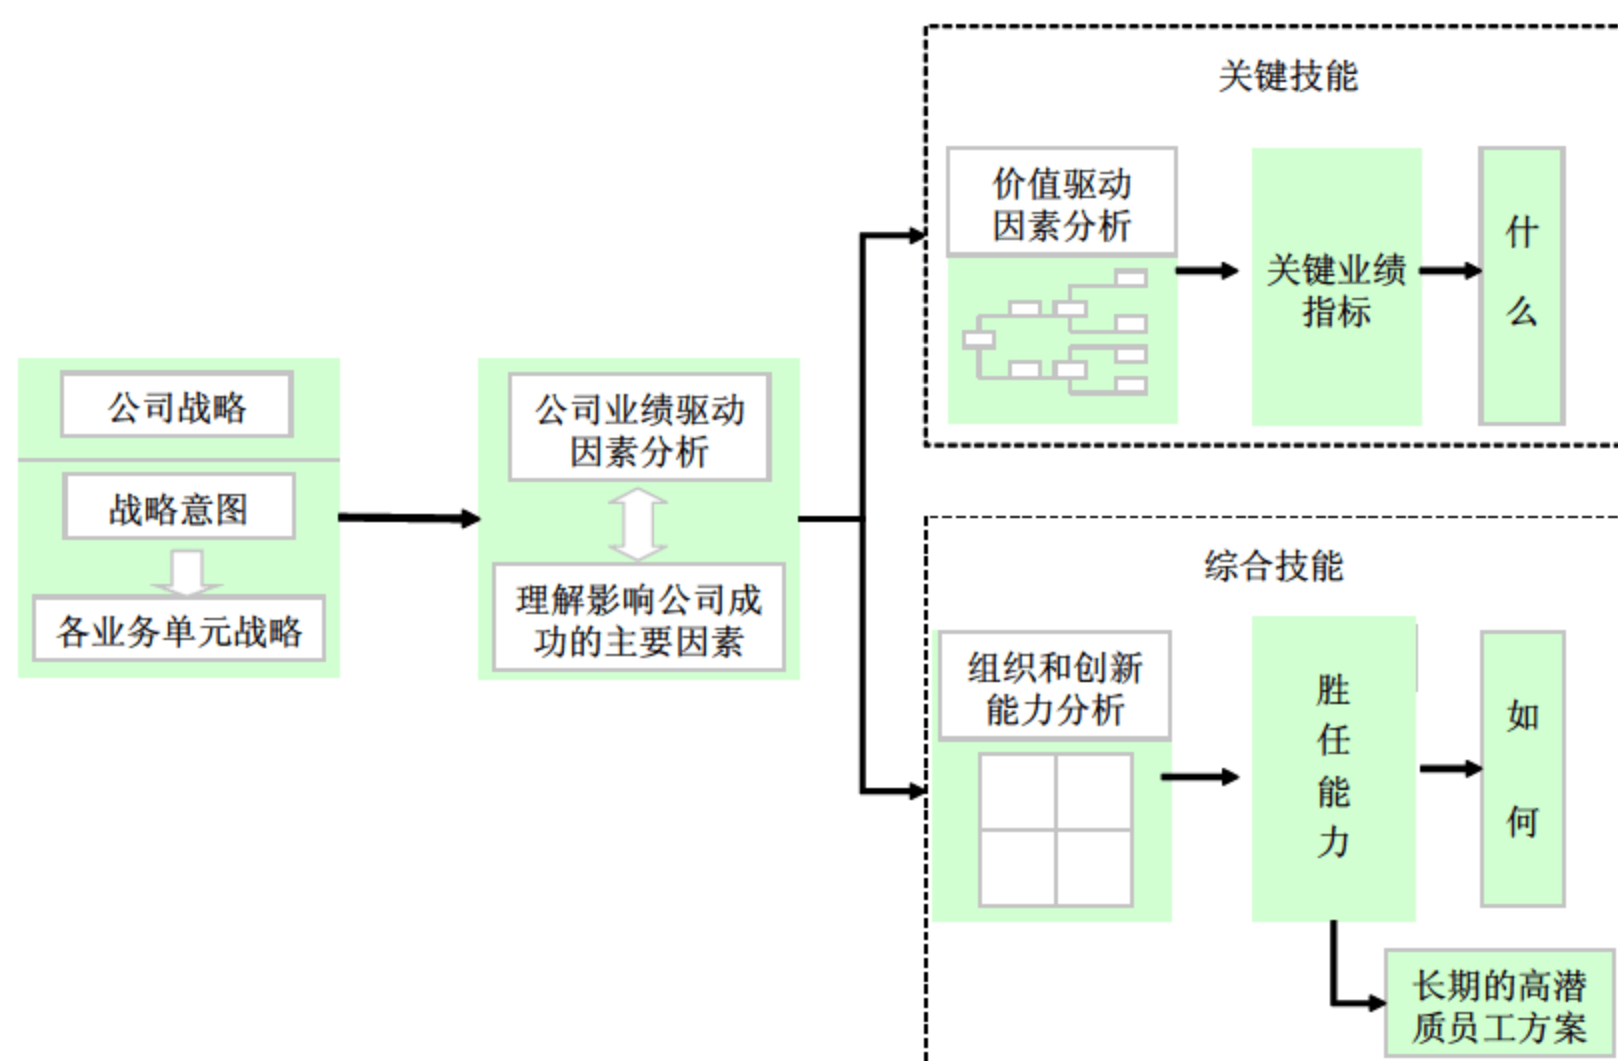 公司战略
战略意图
各业务单元战略
公司业绩驱动
因素分析
理解影响公司成
功的主要因素
关键技能
价值驱动
因素分析
关键业绩
指标
什
么
综合技能
组织和创新
能力分析
胜
任
能
力
如
何
长期的高潜
质员工方案